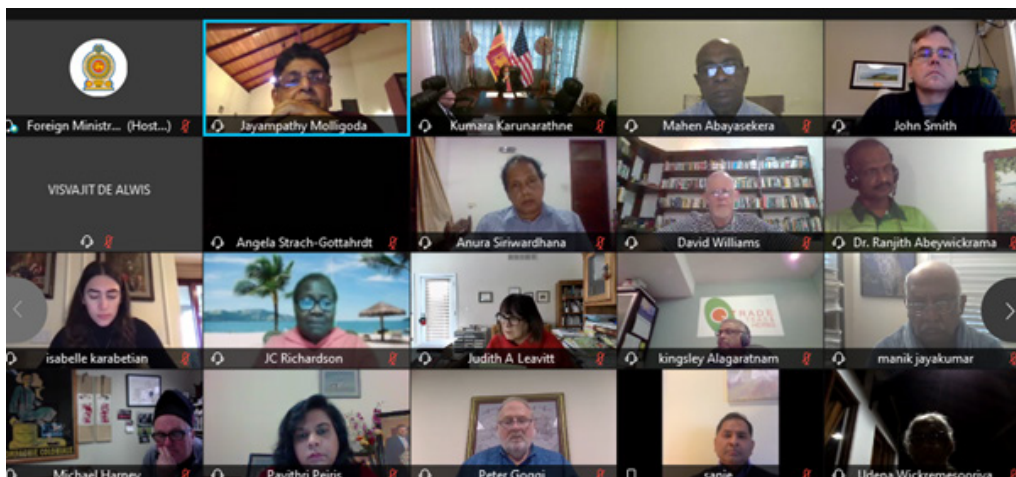 Foreign Ministr... (Host...)
Jayampathy Molligoda
Kumara Karunarathne
Mahen Abayasekera
John Smith
VISVAJIT DE ALWIS
Angela Strach-Gottahrdt
Anura Siriwardhana
David Williams
Dr. Ranjith Abeywickrama
isabelle karabetian
JC Richardson
Judith A Leavitt
TRADE
kingsley Alagaratnam
manik jayakumar
COMPAGNIE COLONIALE
Michael Harney
Pavithri Peiris
Peter Goggi
sanje
Udena Wickremesooriya